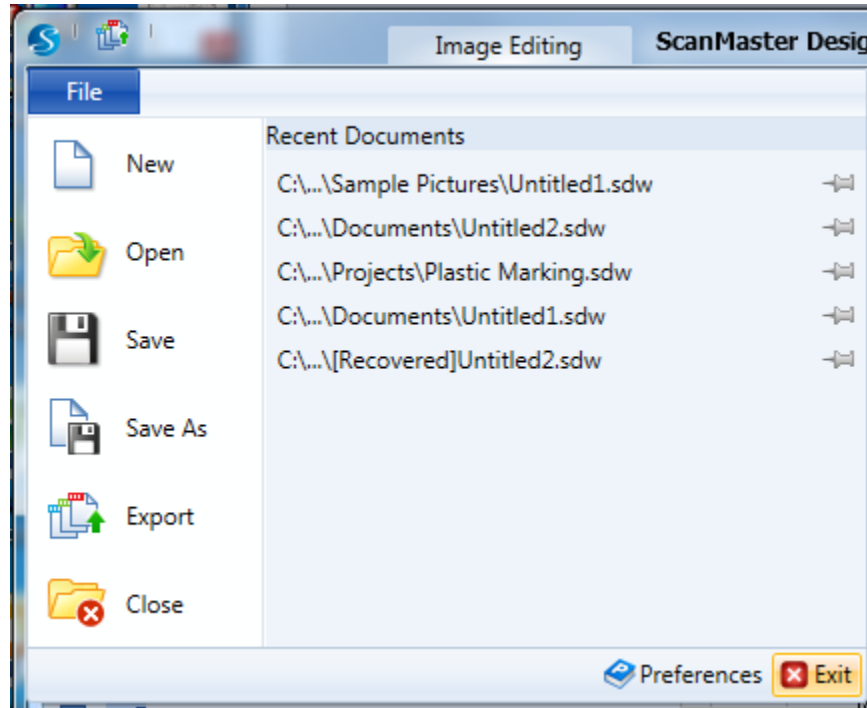 Image Editing ScanMaster Desig
File
New
Open
Save
Save As
Export
Close
Recent Documents
C:\...\Sample Pictures\Untitled1.sdw
C:\...\Documents\Untitled2.sdw
C:\...\Projects\Plastic Marking.sdw
C:\...\Documents\Untitled1.sdw
C:\...\[Recovered]Untitled2.sdw
Preferences Exit